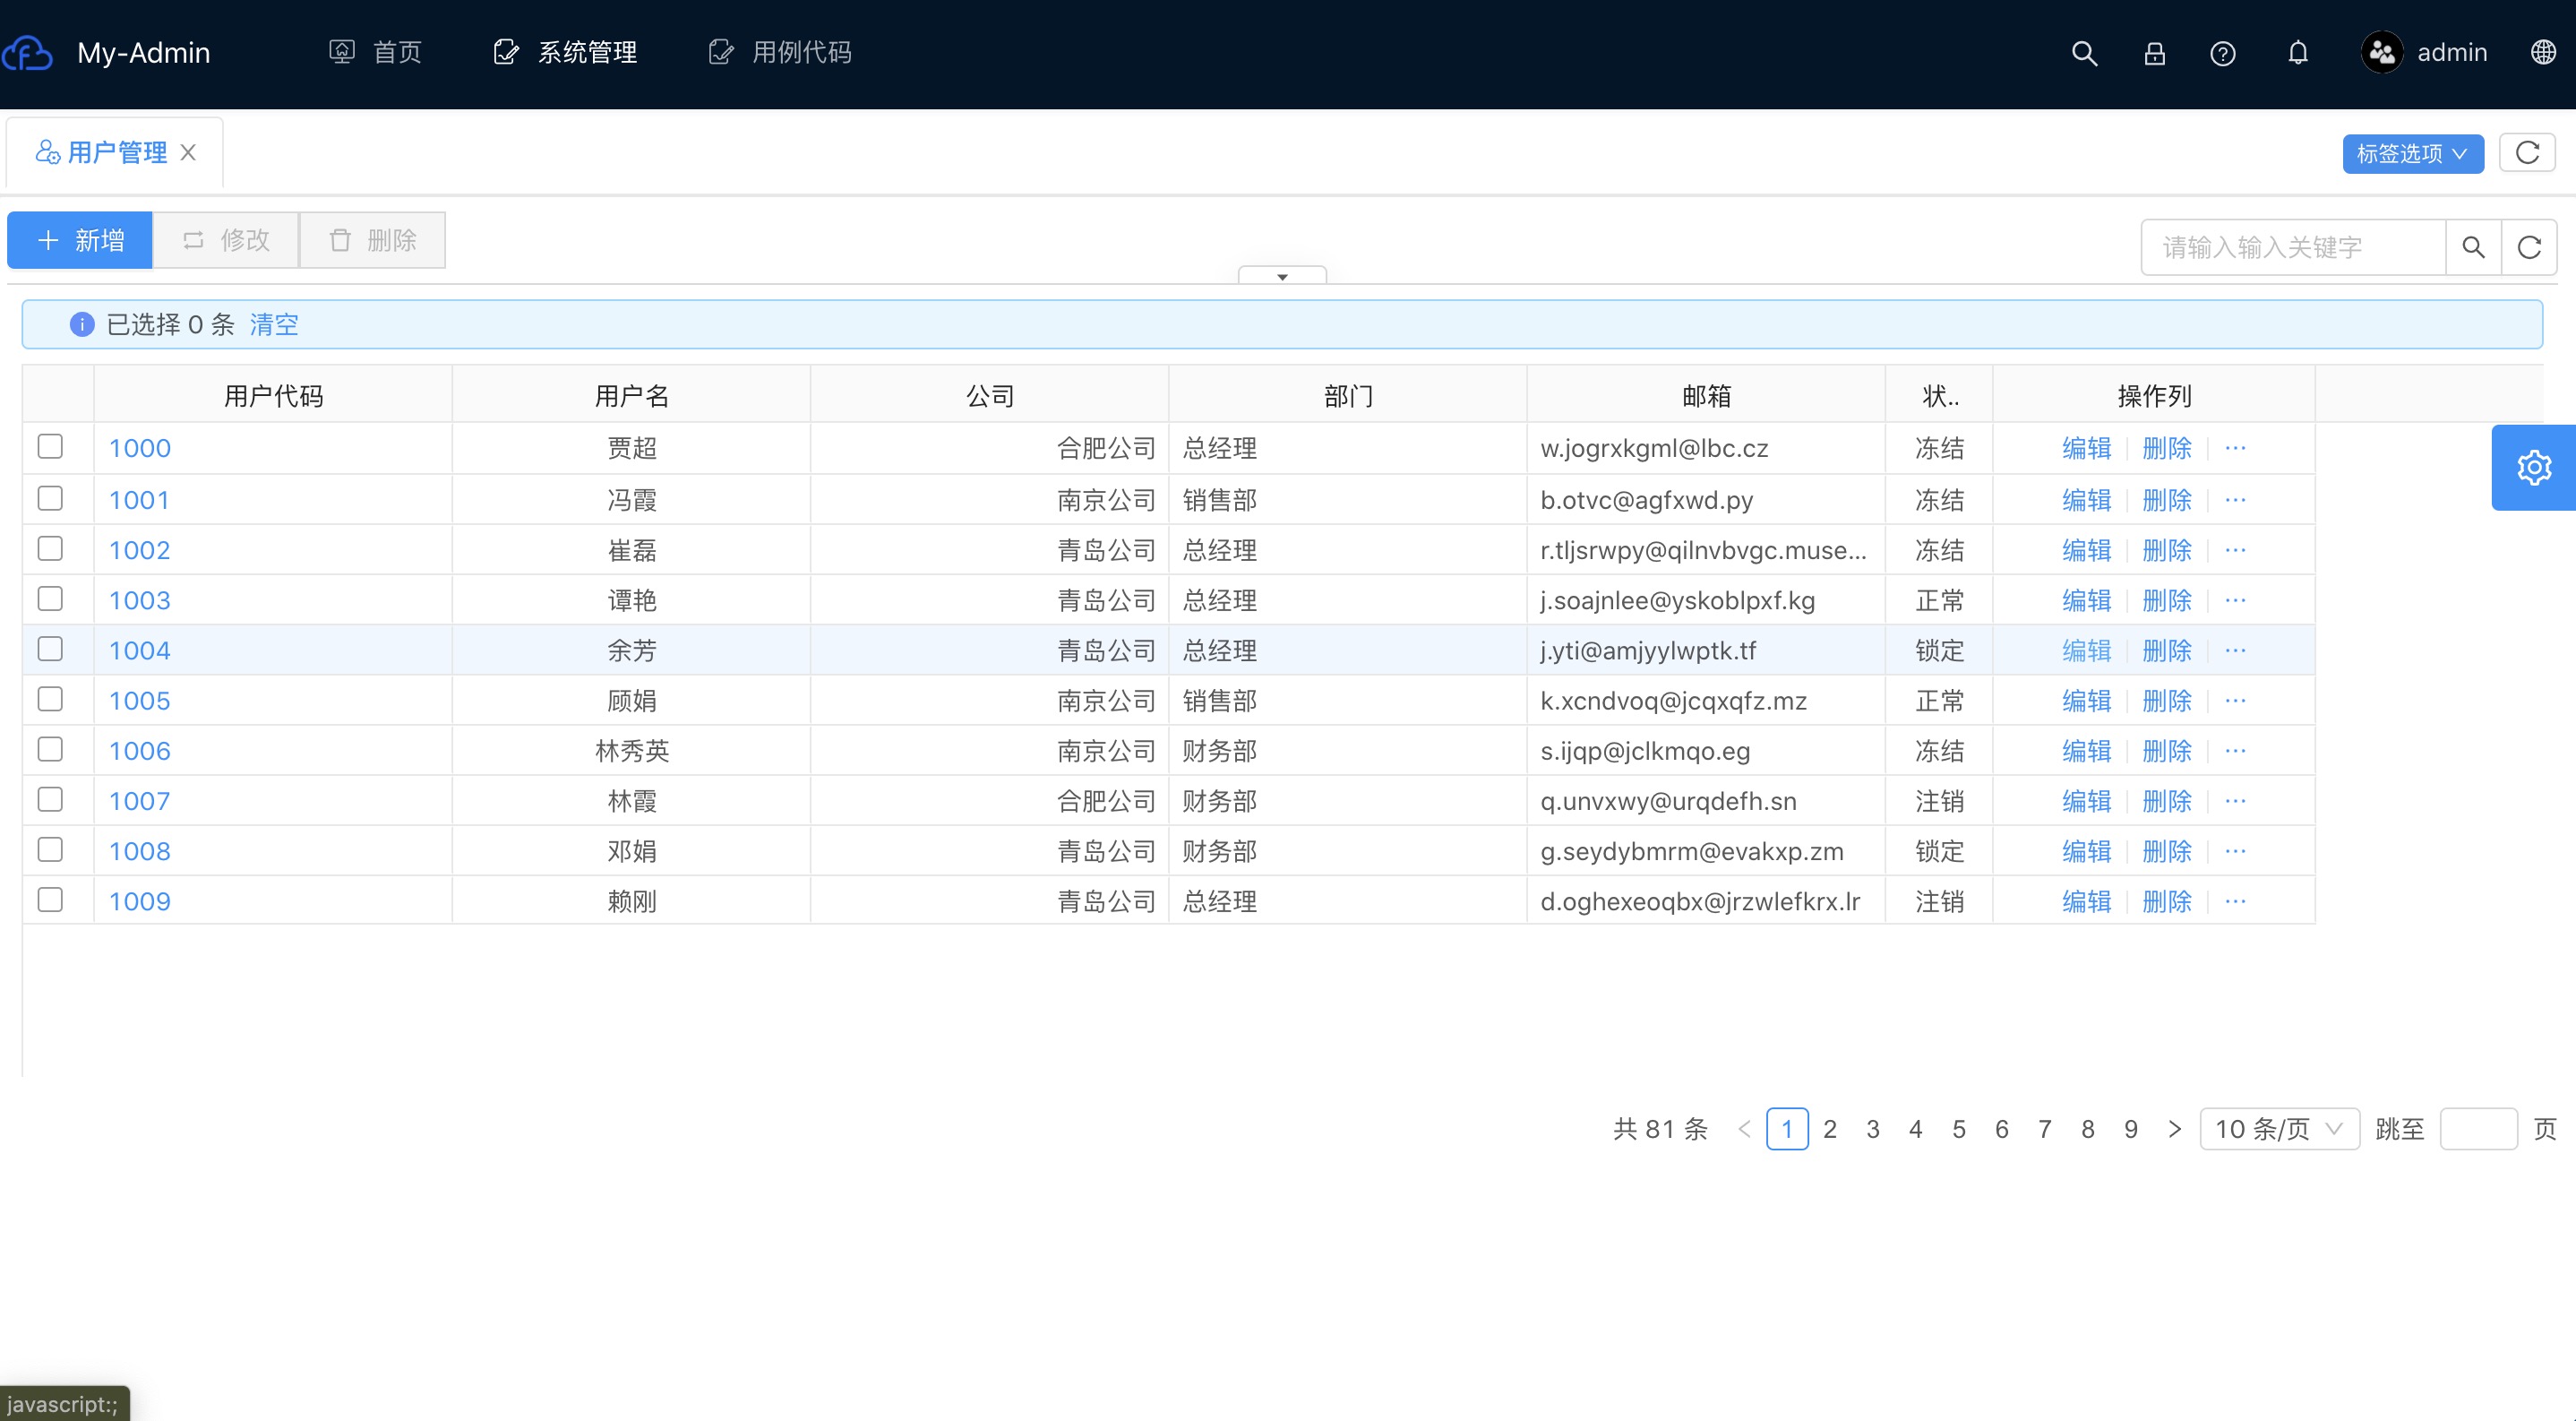 My-Admin 首页 系统管理 用例代码 admin
用户管理 标签选项
新增 修改 删除 请输入输入关键字
已选择 0 条 清空
用户代码 用户名 公司 部门 邮箱 状.. 操作列
1000 贾超 合肥公司 总经理 w.jogrxkgml@lbc.cz 冻结 编辑 删除 ···
1001 冯霞 南京公司 销售部 b.otvc@agfxwd.py 冻结 编辑 删除 ···
1002 崔磊 青岛公司 总经理 r.tljsrwpy@qilnvbvgc.muse... 冻结 编辑 删除 ···
1003 谭艳 青岛公司 总经理 j.soajnlee@yskoblpxf.kg 正常 编辑 删除 ···
1004 余芳 青岛公司 总经理 j.yti@amjyylwptk.tf 锁定 编辑 删除 ···
1005 顾娟 南京公司 销售部 k.xcndvoq@jcqxqfz.mz 正常 编辑 删除 ···
1006 林秀英 南京公司 财务部 s.ijqp@jclkmqo.eg 冻结 编辑 删除 ···
1007 林霞 合肥公司 财务部 q.unvxwy@urqdefh.sn 注销 编辑 删除 ···
1008 邓娟 青岛公司 财务部 g.seydybmrm@evakxp.zm 锁定 编辑 删除 ···
1009 赖刚 青岛公司 总经理 d.oghexeoqbx@jrzwlefkrx.lr 注销 编辑 删除 ···
共 81 条 < 1 2 3 4 5 6 7 8 9 > 10 条/页 跳至 页
javascript:;